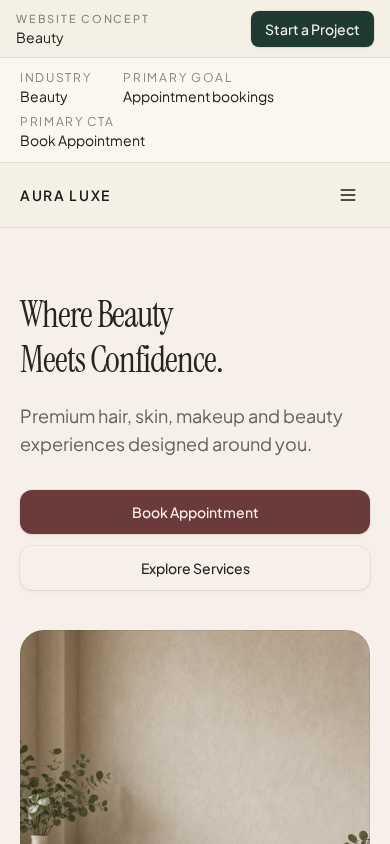 WEBSITE CONCEPT
Beauty
Start a Project
INDUSTRY
Beauty
PRIMARY GOAL
Appointment bookings
PRIMARY CTA
Book Appointment
AURA LUXE
Where Beauty
Meets Confidence.
Premium hair, skin, makeup and beauty
experiences designed around you.
Book Appointment
Explore Services